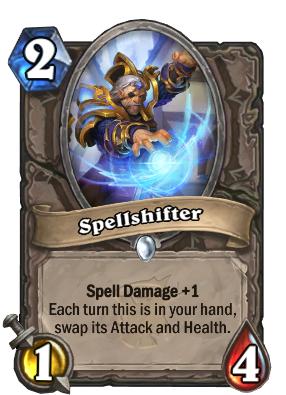 2
Spellshifter
Spell Damage +1
Each turn this is in your hand,
swap its Attack and Health.
1
4